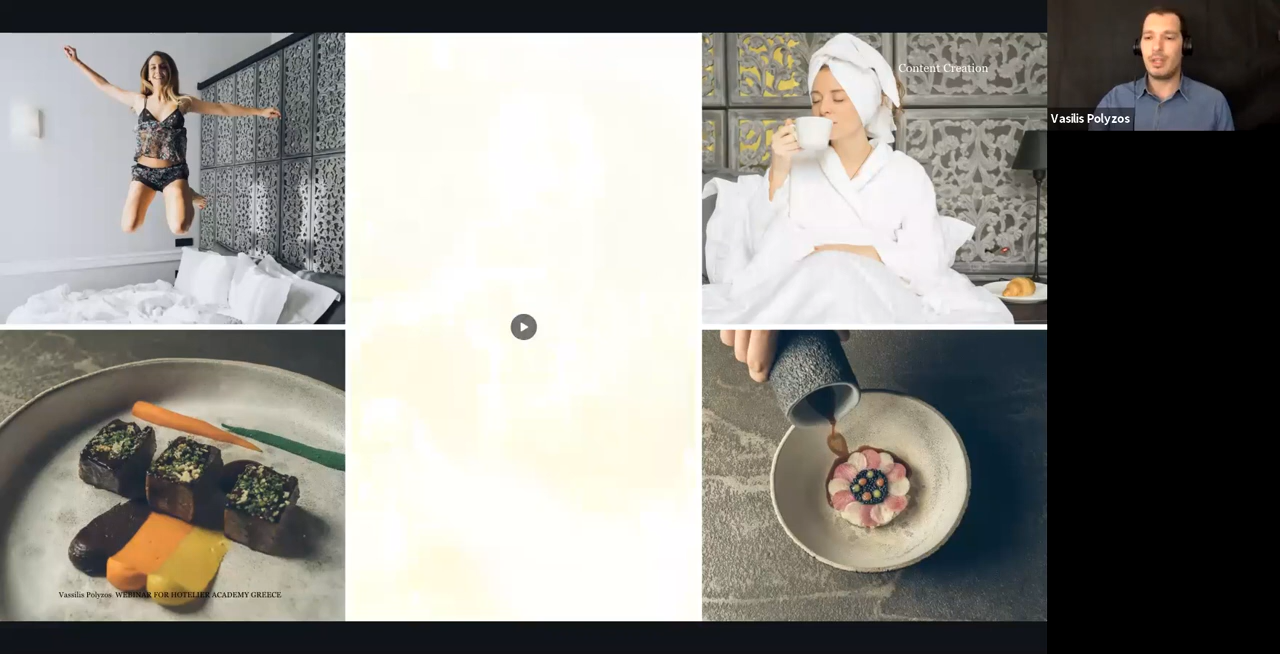 Content Creation
Vasilis Polyzos
Vassilis Polyzos WEBINAR FOR HOTELIER ACADEMY GREECE